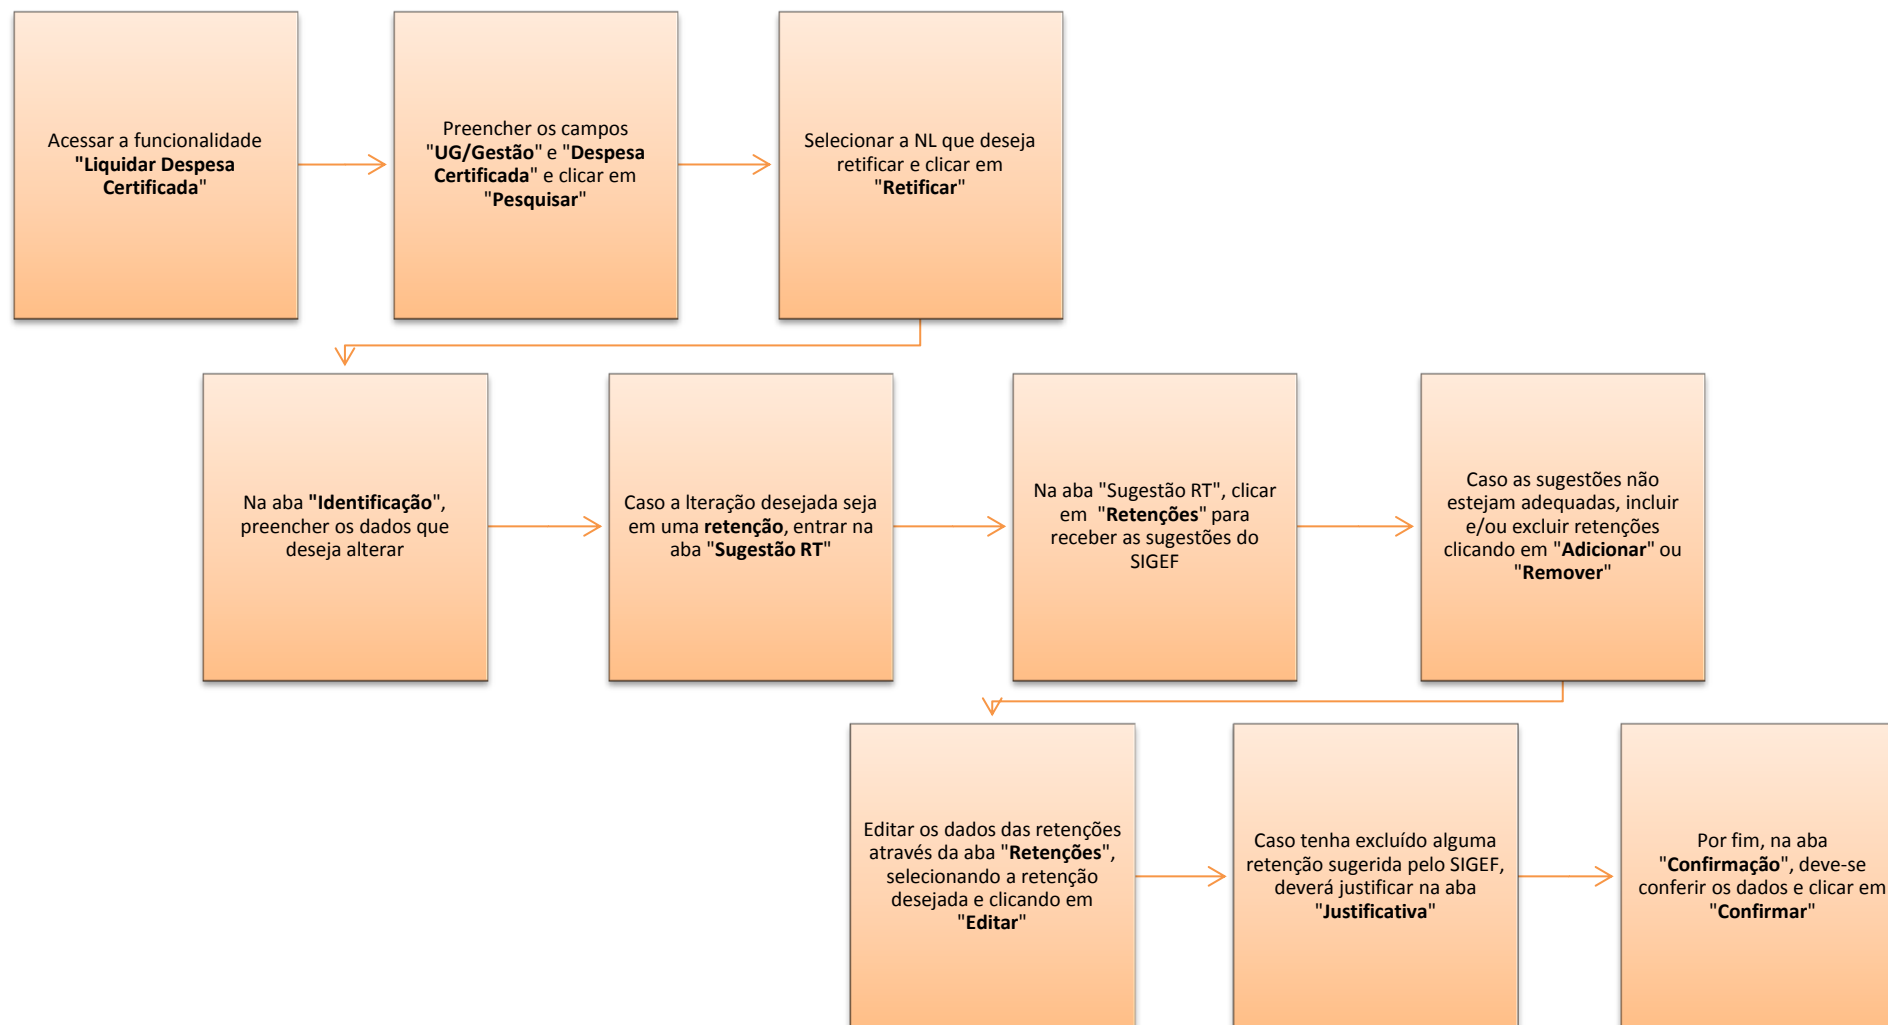 Acessar a funcionalidade
"Liquidar Despesa
Certificada"
Preencher os campos
"UG/Gestão" e "Despesa
Certificada" e clicar em
"Pesquisar"
Selecionar a NL que deseja
retificar e clicar em
"Retificar"
Na aba "Identificação",
preencher os dados que
deseja alterar
Caso a lteração desejada seja
em uma retenção, entrar na
aba "Sugestão RT"
Na aba "Sugestão RT", clicar
em "Retenções" para
receber as sugestões do
SIGEF
Caso as sugestões não
estejam adequadas, incluir
e/ou excluir retenções
clicando em "Adicionar" ou
"Remover"
Editar os dados das retenções
através da aba "Retenções",
selecionando a retenção
desejada e clicando em
"Editar"
Caso tenha excluído alguma
retenção sugerida pelo SIGEF,
deverá justificar na aba
"Justificativa"
Por fim, na aba
"Confirmação", deve-se
conferir os dados e clicar em
"Confirmar"